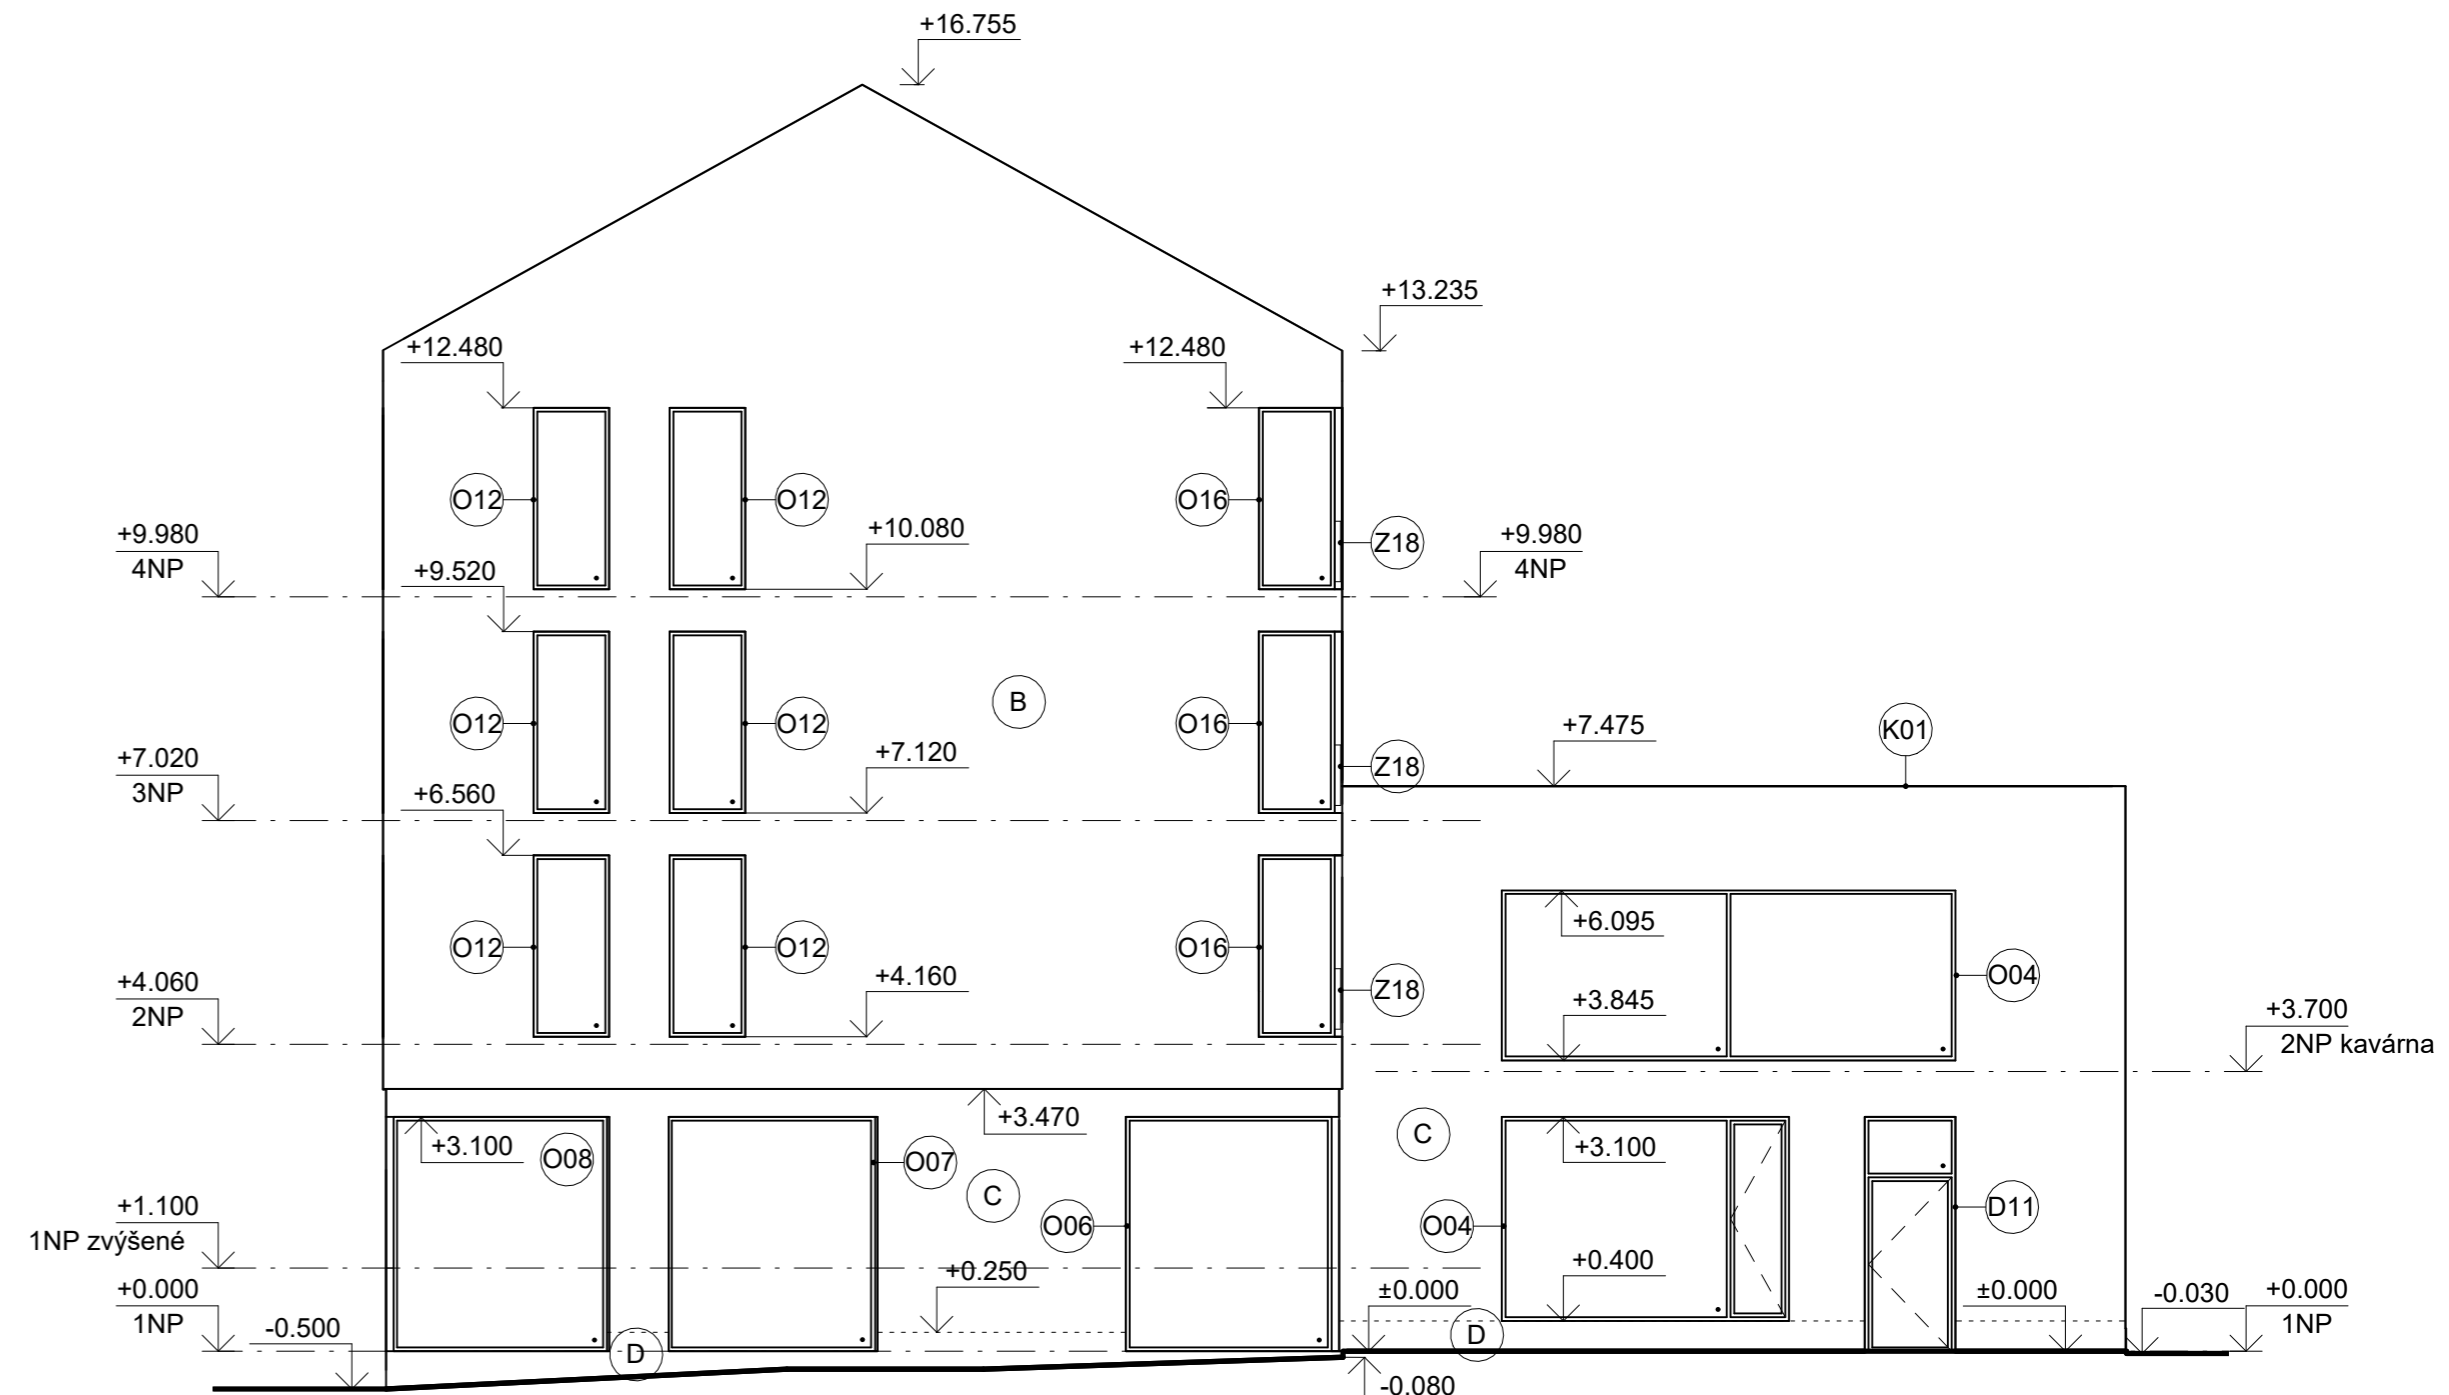 +16.755
+13.235
+12.480
+12.480
O12
O12
O16
+10.080
Z18
+9.980
4NP
+9.980
4NP
+9.520
B
O12
O12
O16
K01
+7.475
+7.120
Z18
+7.020
3NP
+6.560
+6.095
O12
O12
O16
O04
+4.160
Z18
+3.845
+4.060
2NP
+3.700
2NP kavárna
+3.470
C
+3.100
O08
O07
+3.100
C
+1.100
1NP zvýšené
O06
O04
D11
+0.250
+0.400
+0.000
1NP
±0.000
±0.000
-0.030
+0.000
1NP
-0.500
D
D
-0.080